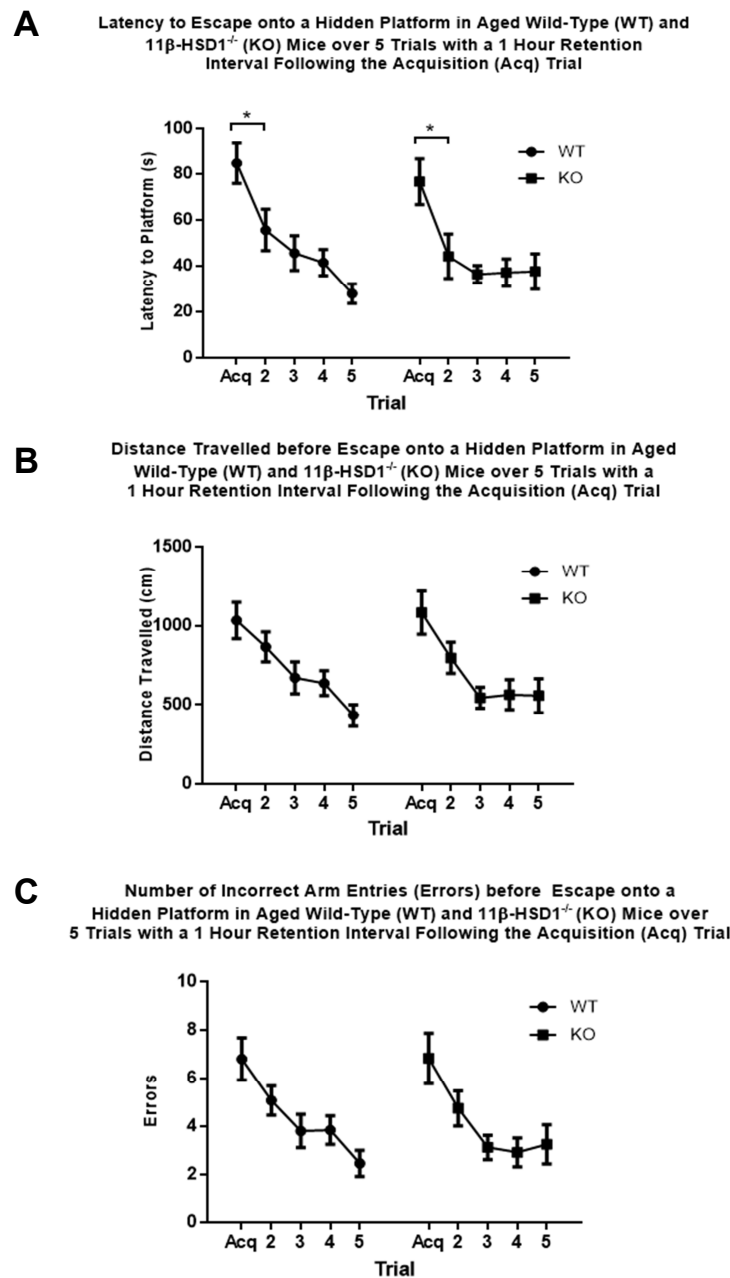 A
Latency to Escape onto a Hidden Platform in Aged Wild-Type (WT) and
11β-HSD1-/- (KO) Mice over 5 Trials with a 1 Hour Retention
Interval Following the Acquisition (Acq) Trial
*
*
100
80
60
40
20
0
Latency to Platform (s)
WT
KO
Acq 2 3 4 5 Acq 2 3 4 5
Trial
B
Distance Travelled before Escape onto a Hidden Platform in Aged
Wild-Type (WT) and 11β-HSD1-/- (KO) Mice over 5 Trials with a
1 Hour Retention Interval Following the Acquisition (Acq) Trial
1500
1000
500
0
Distance Travelled (cm)
WT
KO
Acq 2 3 4 5 Acq 2 3 4 5
Trial
C
Number of Incorrect Arm Entries (Errors) before Escape onto a
Hidden Platform in Aged Wild-Type (WT) and 11β-HSD1-/- (KO) Mice over
5 Trials with a 1 Hour Retention Interval Following the Acquisition (Acq) Trial
10
8
6
4
2
0
Errors
WT
KO
Acq 2 3 4 5 Acq 2 3 4 5
Trial